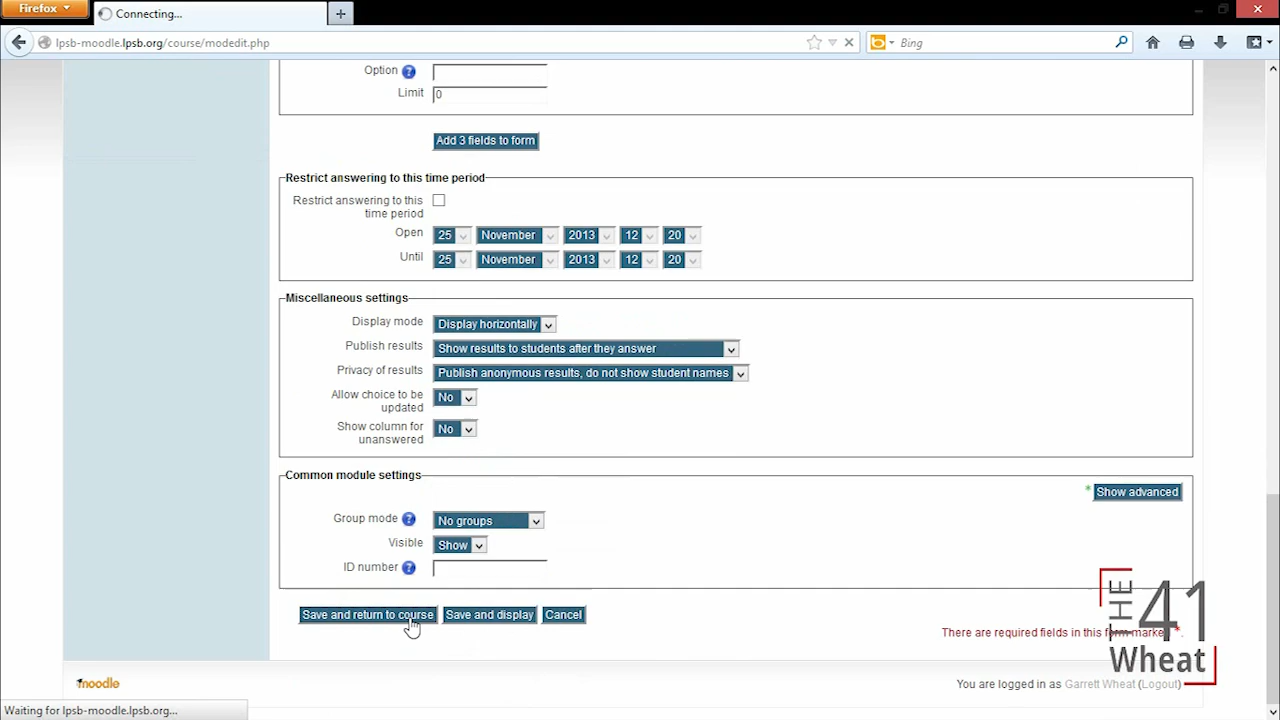 Firefox
Connecting...
lpsb-moodle.lpsb.org/course/modedit.php
Bing
Option
Limit
0
Add 3 fields to form
Restrict answering to this time period
Restrict answering to this
time period
Open
25 November 2013 12 20
Until
25 November 2013 12 20
Miscellaneous settings
Display mode
Display horizontally
Publish results
Show results to students after they answer
Privacy of results
Publish anonymous results, do not show student names
Allow choice to be
updated
No
Show column for
unanswered
No
Common module settings
* Show advanced
Group mode
No groups
Visible
Show
ID number
Save and return to course
Save and display
Cancel
There are required fields in this form marked *.
THE 41
Wheat
moodle
You are logged in as Garrett Wheat (Logout)
Waiting for lpsb-moodle.lpsb.org...